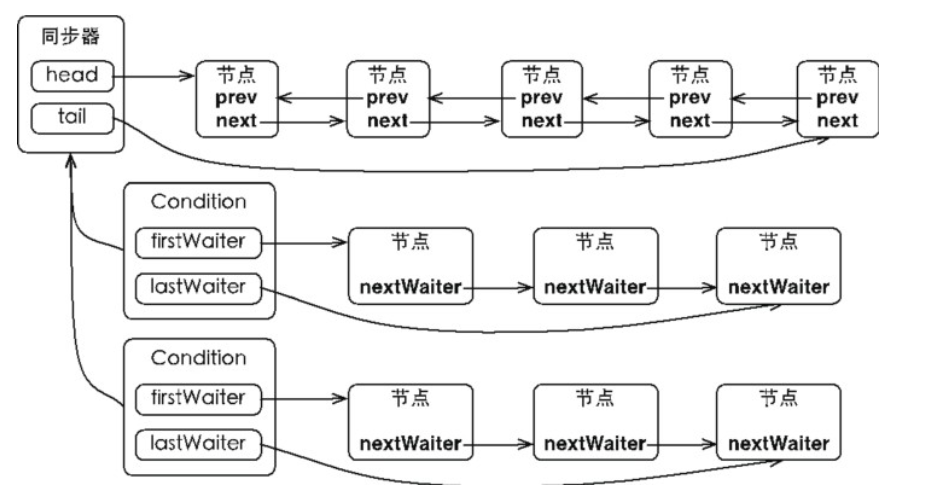 同步器
head
tail
节点
prev
next
节点
prev
next
节点
prev
next
节点
prev
next
节点
prev
next
Condition
firstWaiter
lastWaiter
节点
nextWaiter
节点
nextWaiter
节点
nextWaiter
Condition
firstWaiter
lastWaiter
节点
nextWaiter
节点
nextWaiter
节点
nextWaiter